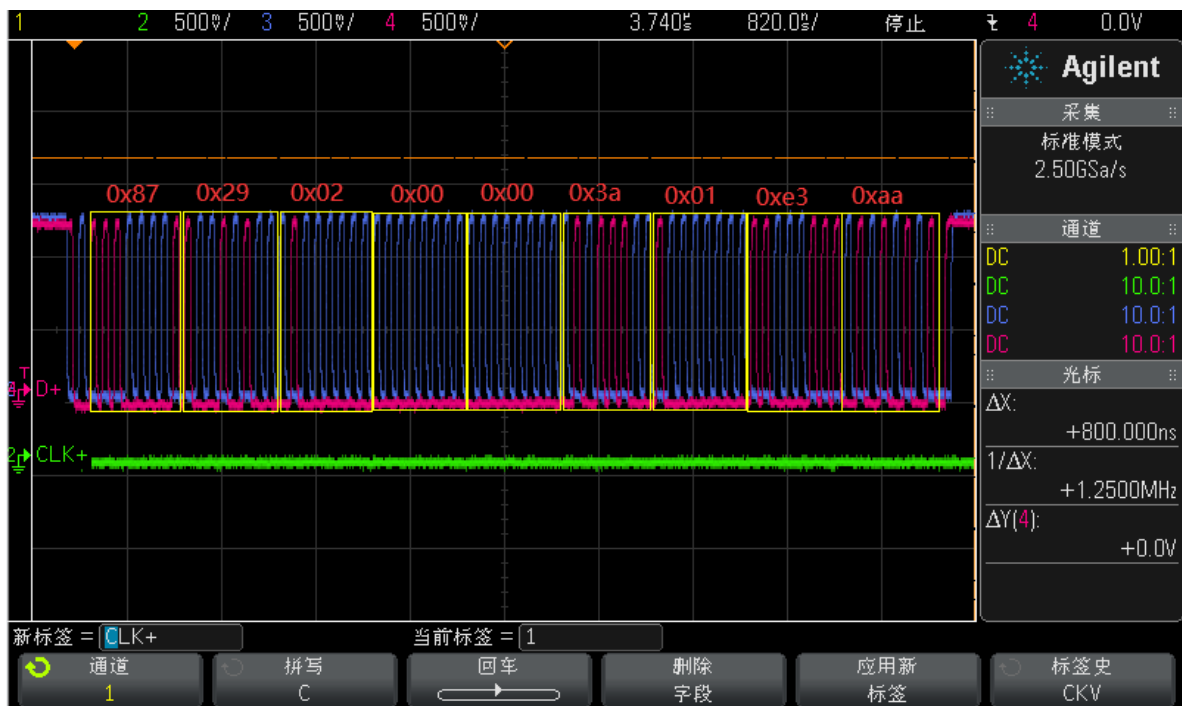 1 2 500㎷/ 3 500㎷/ 4 500㎷/ 3.740㎲ 820.0㎱/ 停止 4 0.0V
Agilent
采集
标准模式
2.50GSa/s
通道
DC 1.00:1
DC 10.0:1
DC 10.0:1
DC 10.0:1
光标
ΔX:
+800.000ns
1/ΔX:
+1.2500MHz
ΔY(4):
+0.0V
0x87 0x29 0x02 0x00 0x00 0x3a 0x01 0xe3 0xaa
T
D+
2 CLK+
新标签 = CLK+ 当前标签 = 1
通道 拼写 回车 删除 应用新 标签史
1 C 字段 标签 CKV